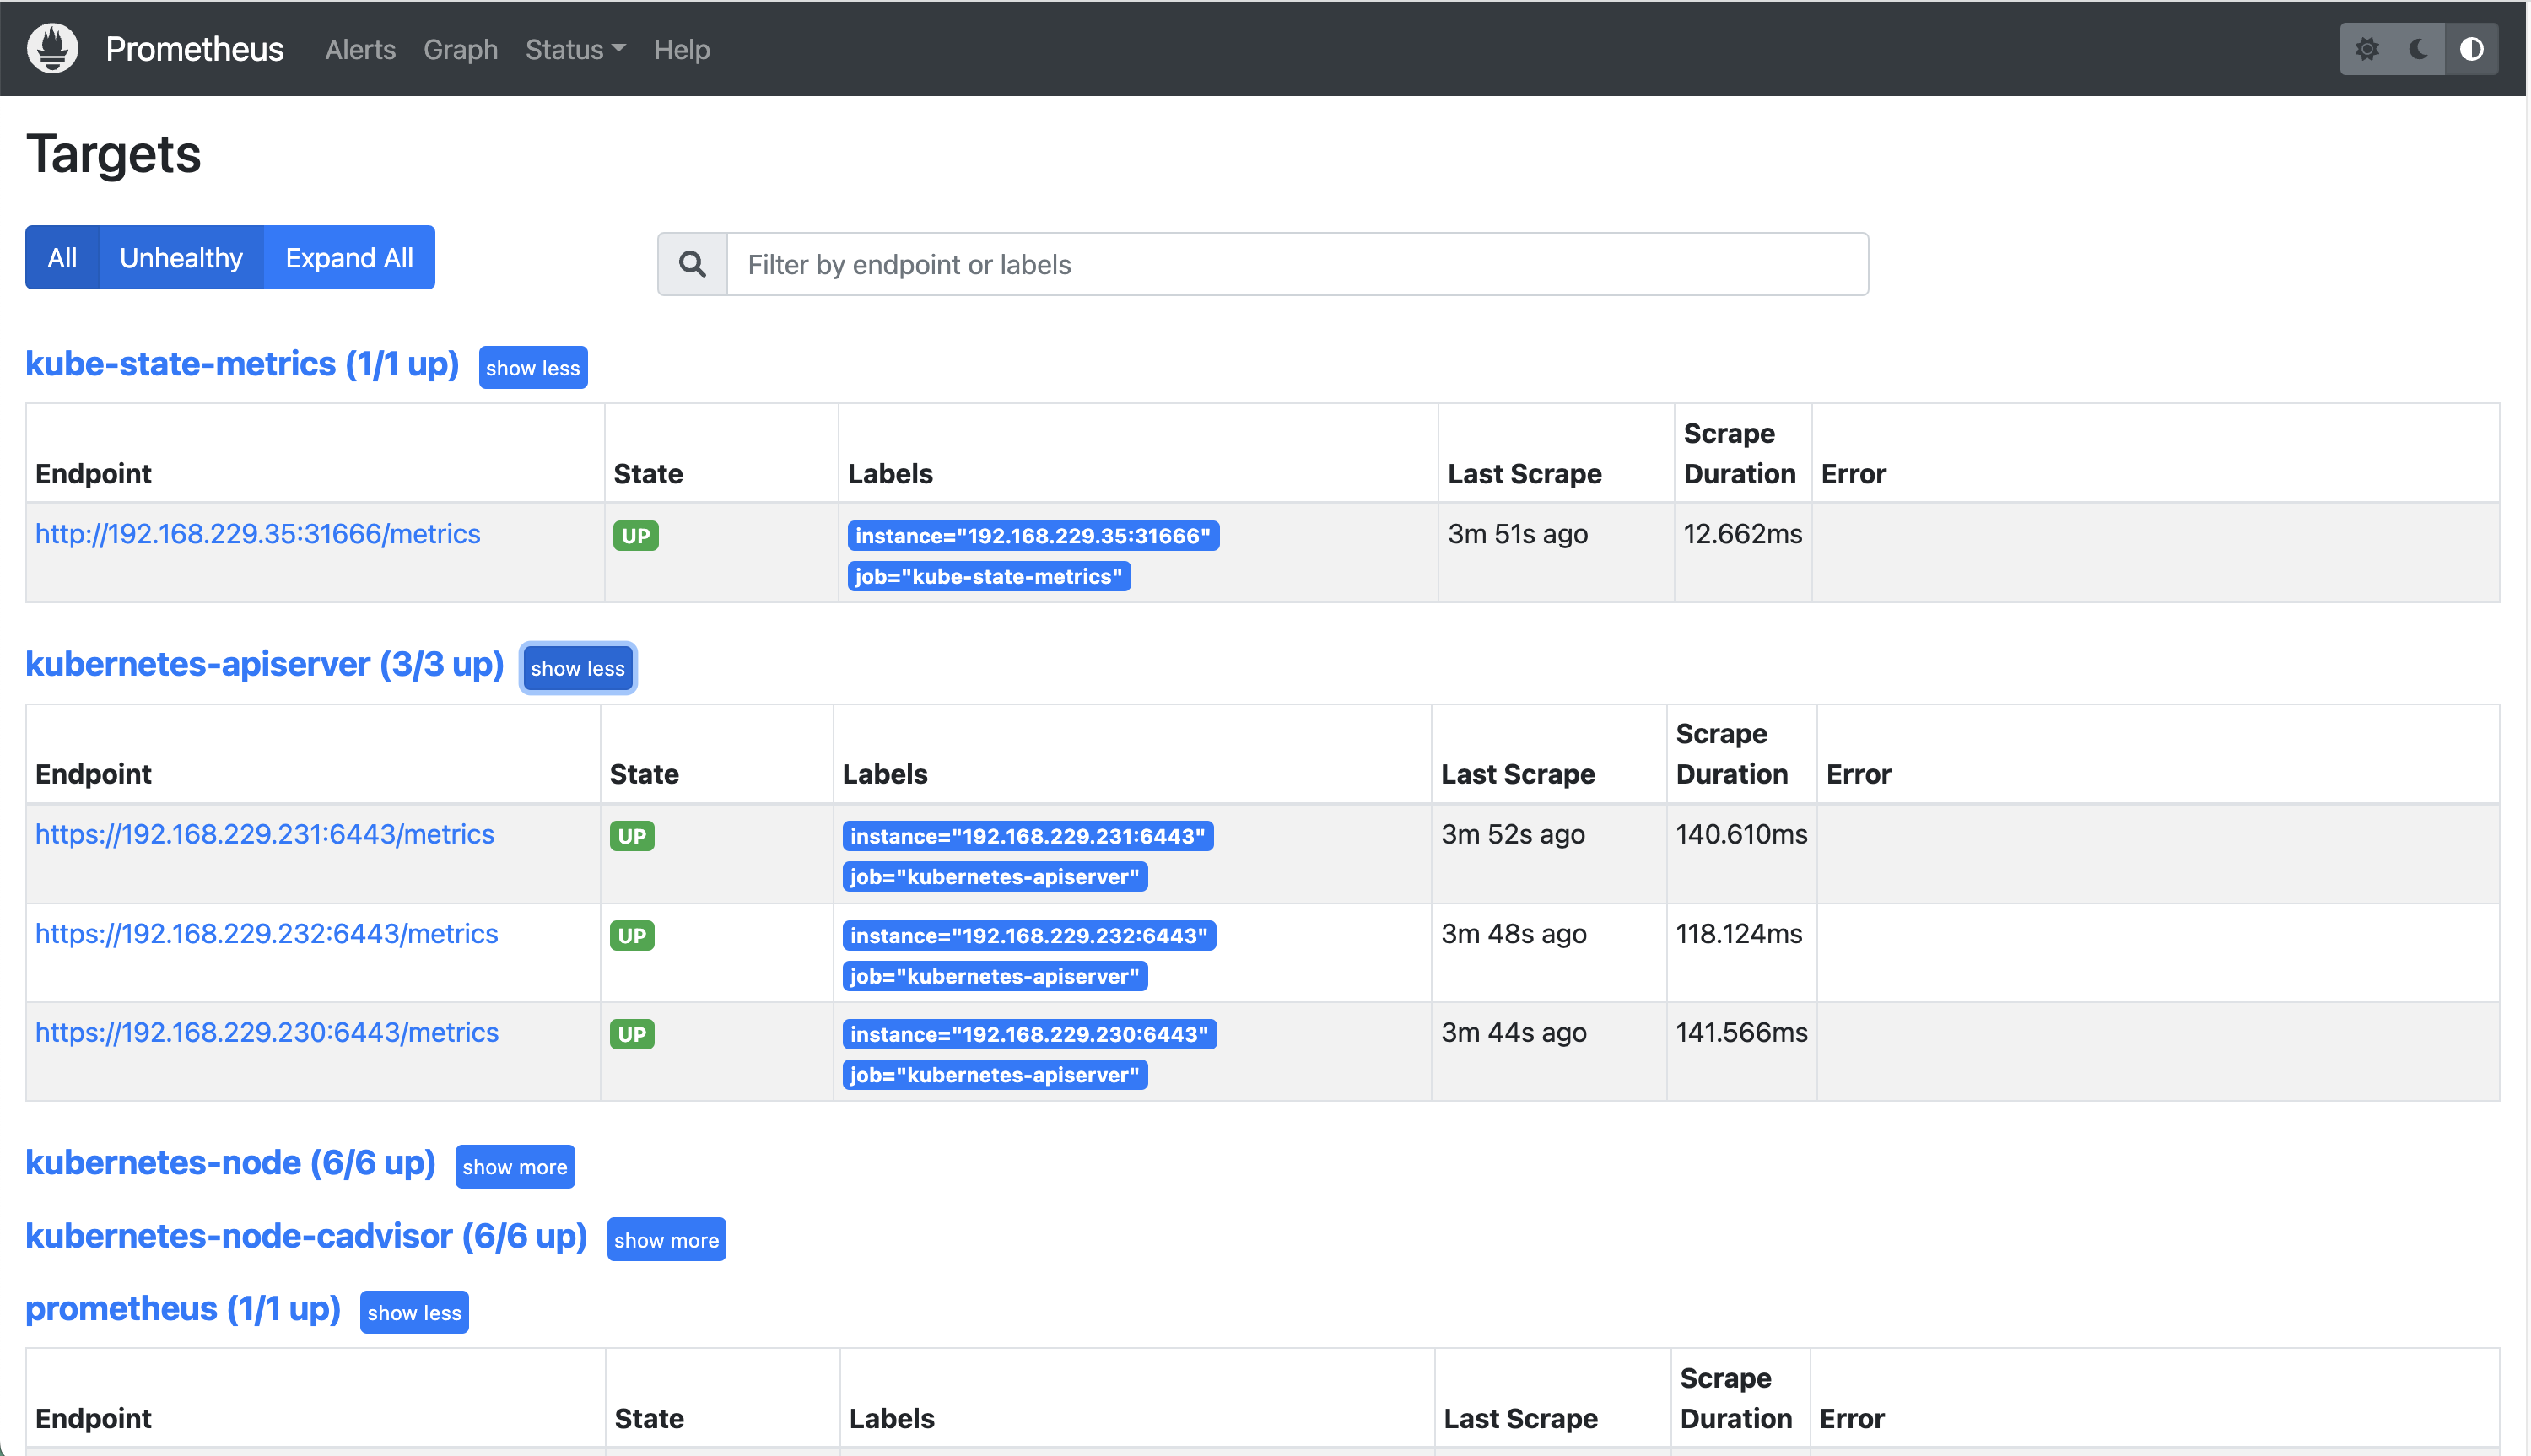 Prometheus Alerts Graph Status Help
Targets
All Unhealthy Expand All
Filter by endpoint or labels
kube-state-metrics (1/1 up) show less
Endpoint State Labels Last Scrape Scrape Duration Error
http://192.168.229.35:31666/metrics UP instance="192.168.229.35:31666" 3m 51s ago 12.662ms
job="kube-state-metrics"
kubernetes-apiserver (3/3 up) show less
Endpoint State Labels Last Scrape Scrape Duration Error
https://192.168.229.231:6443/metrics UP instance="192.168.229.231:6443" 3m 52s ago 140.610ms
job="kubernetes-apiserver"
https://192.168.229.232:6443/metrics UP instance="192.168.229.232:6443" 3m 48s ago 118.124ms
job="kubernetes-apiserver"
https://192.168.229.230:6443/metrics UP instance="192.168.229.230:6443" 3m 44s ago 141.566ms
job="kubernetes-apiserver"
kubernetes-node (6/6 up) show more
kubernetes-node-cadvisor (6/6 up) show more
prometheus (1/1 up) show less
Endpoint State Labels Last Scrape Scrape Duration Error